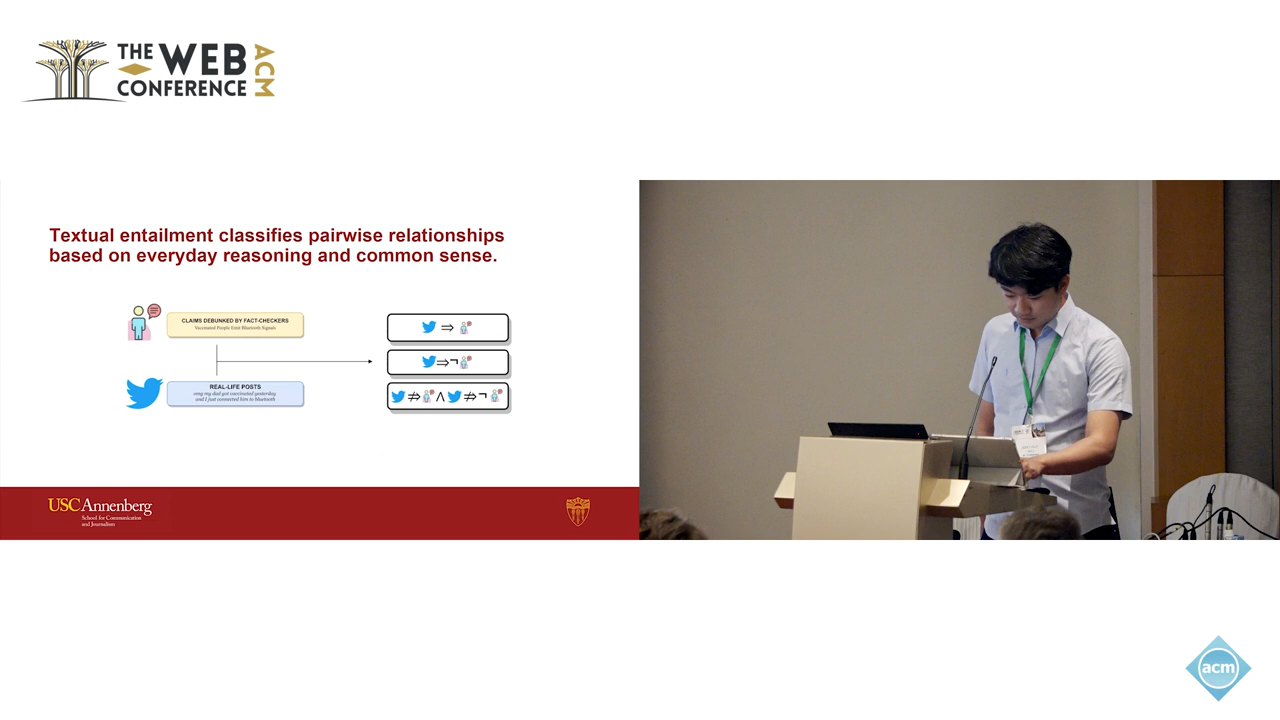 THE WEB
CONFERENCE
ACM
Textual entailment classifies pairwise relationships
based on everyday reasoning and common sense.
CLAIMS DEBUNKED BY FACT-CHECKERS
Vaccinated People Emit Bluetooth Signals
REAL-LIFE POSTS
omg my dad got vaccinated yesterday
and I just connected him to bluetooth
⇒
⇒¬
⇏ ∧ ⇏ ¬
USC Annenberg
School for Communication
and Journalism
acm